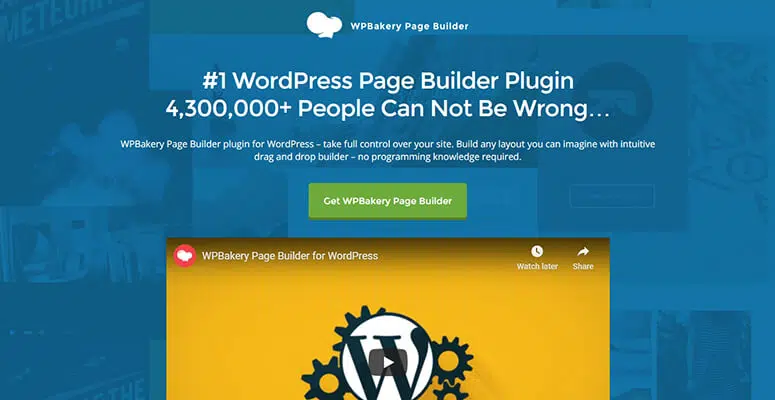 METEORITE
WPBakery Page Builder
#1 WordPress Page Builder Plugin
4,300,000+ People Can Not Be Wrong...
WPBakery Page Builder plugin for WordPress – take full control over your site. Build any layout you can imagine with intuitive
drag and drop builder – no programming knowledge required.
Get WPBakery Page Builder
WPBakery Page Builder for WordPress
Watch later
Share